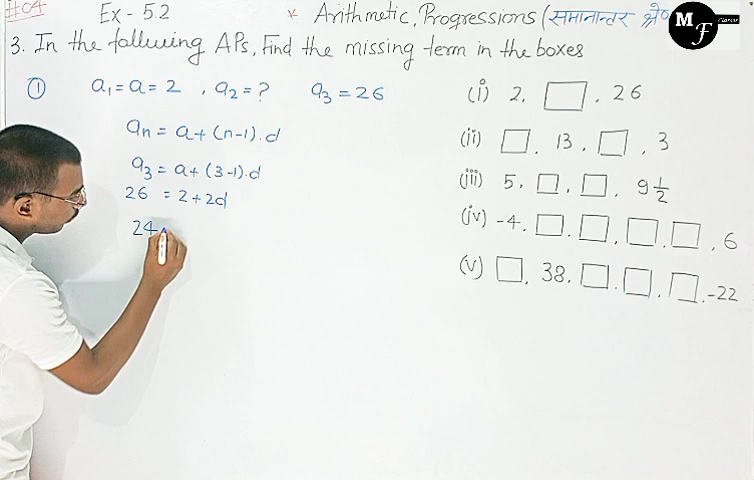 #04 Ex-5.2 * Arithmetic Progressions (समानान्तर
MF
3. In the follwing APs, Find the missing term in the boxes
① a₁ = a = 2 , a₂ = ? a₃ = 26
aₙ = a + (n-1).d
a₃ = a + (3-1).d
26 = 2 + 2d
24
(i) 2, □ , 26
(ii) □ , 13 , □ , 3
(iii) 5, □ , □ , 9 1/2
(iv) -4, □ , □ , □ , □ , 6
(v) □ , 38, □ , □ , □ , -22